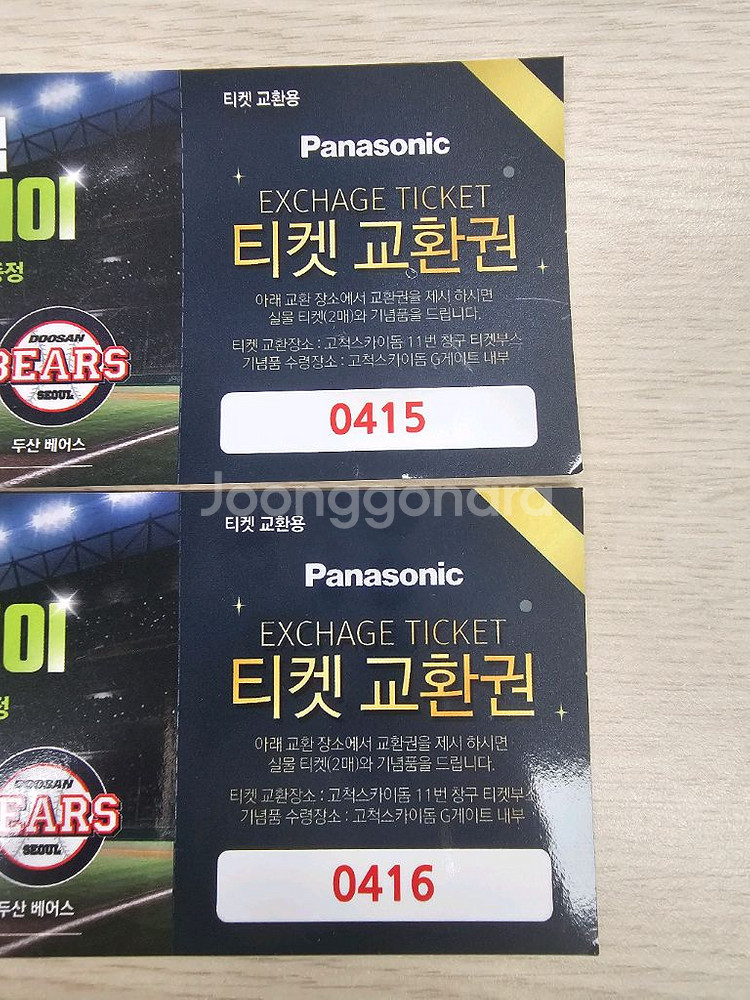 티켓 교환용
Panasonic
EXCHAGE TICKET
티켓 교환권
아래 교환 장소에서 교환권을 제시 하시면
실물 티켓(2매)와 기념품을 드립니다.
티켓 교환장소 : 고척스카이돔 11번 창구 티켓부스
기념품 수령장소 : 고척스카이돔 G게이트 내부
0415
DOOSAN
BEARS
SEOUL
두산 베어스
Joonggonara
티켓 교환용
Panasonic
EXCHAGE TICKET
티켓 교환권
아래 교환 장소에서 교환권을 제시 하시면
실물 티켓(2매)와 기념품을 드립니다.
티켓 교환장소 : 고척스카이돔 11번 창구 티켓부스
기념품 수령장소 : 고척스카이돔 G게이트 내부
0416
DOOSAN
EARS
SEOUL
두산 베어스